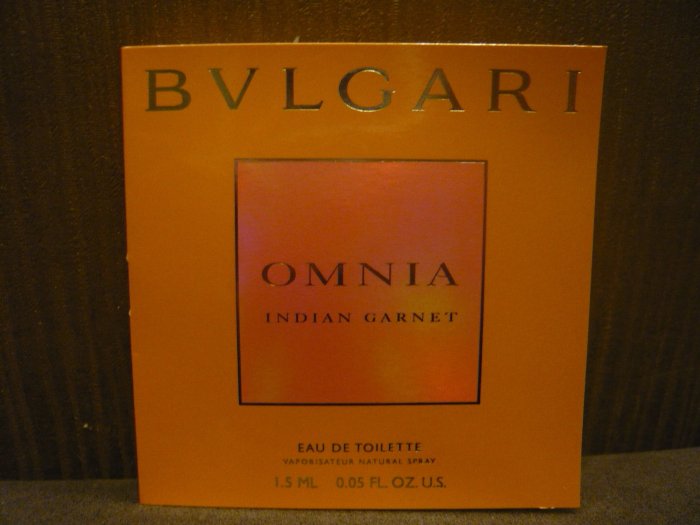 BVLGARI
OMNIA
INDIAN GARNET
EAU DE TOILETTE
VAPORISATEUR NATURAL SPRAY
1.5 ML 0.05 FL. OZ. U.S.